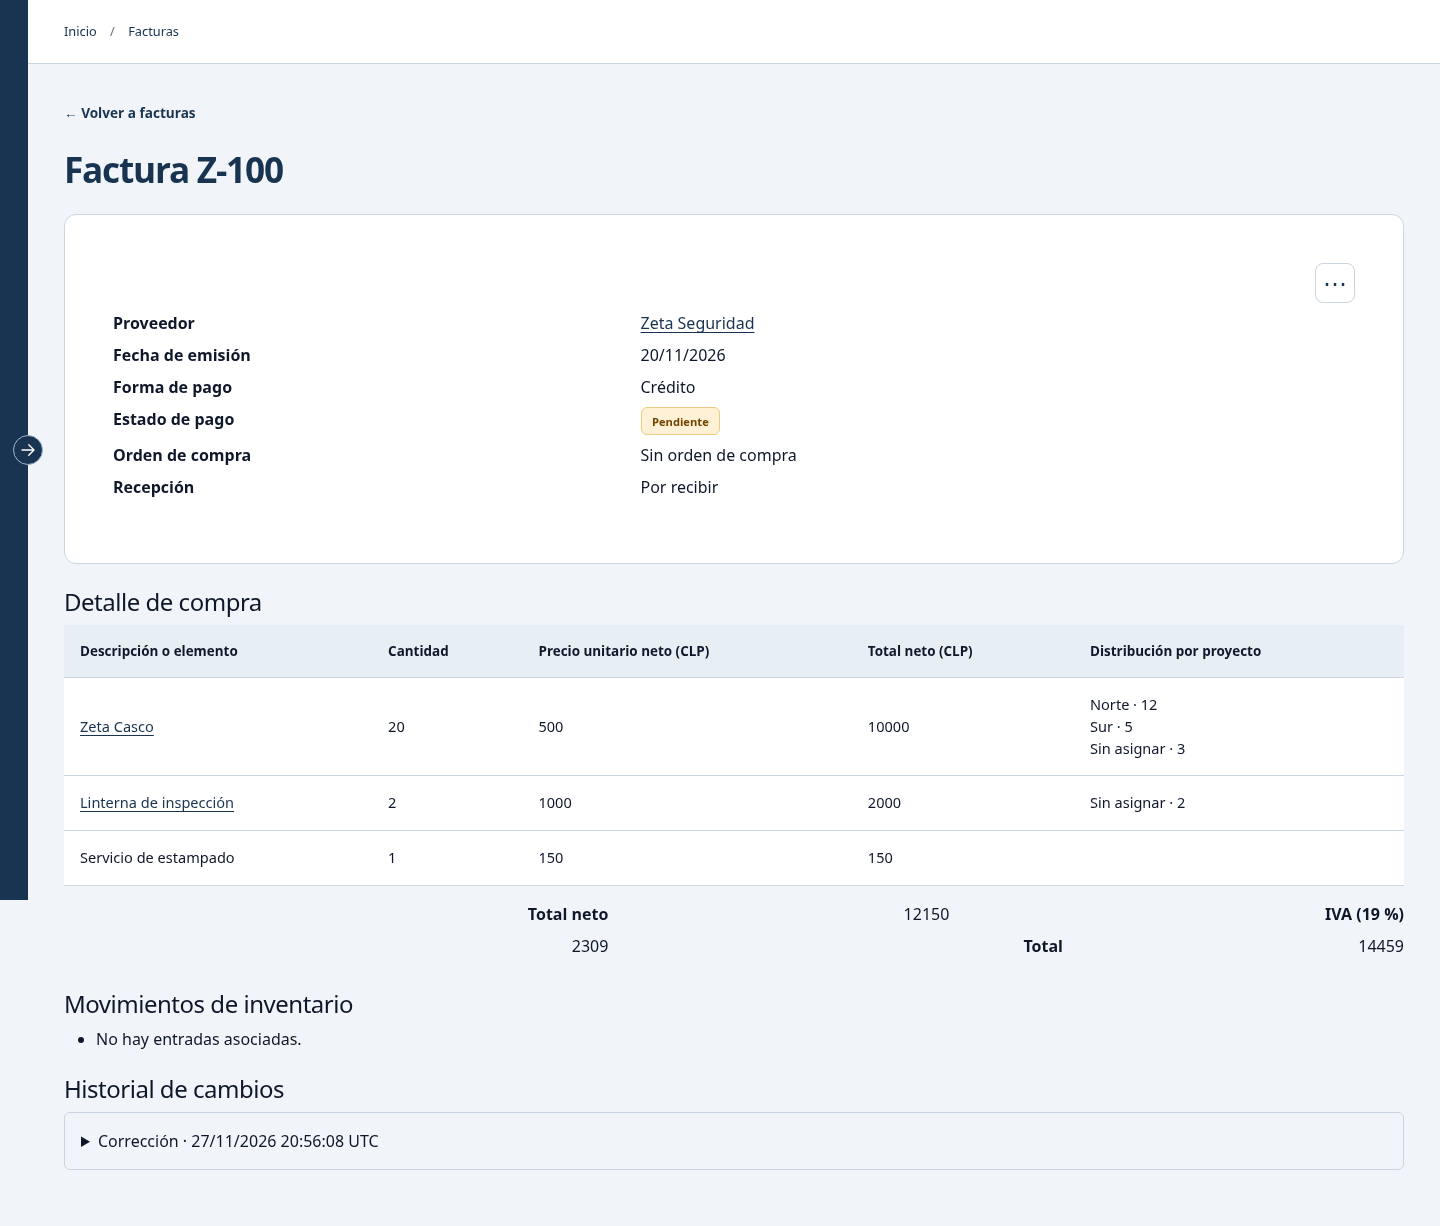 Inicio / Facturas
← Volver a facturas
Factura Z-100
⋯
Proveedor Zeta Seguridad
Fecha de emisión 20/11/2026
Forma de pago Crédito
Estado de pago Pendiente
Orden de compra Sin orden de compra
Recepción Por recibir
Detalle de compra
Descripción o elemento Cantidad Precio unitario neto (CLP) Total neto (CLP) Distribución por proyecto
Zeta Casco 20 500 10000 Norte · 12
Sur · 5
Sin asignar · 3
Linterna de inspección 2 1000 2000 Sin asignar · 2
Servicio de estampado 1 150 150
Total neto 12150 IVA (19 %)
2309 Total 14459
Movimientos de inventario
• No hay entradas asociadas.
Historial de cambios
▶ Corrección · 27/11/2026 20:56:08 UTC